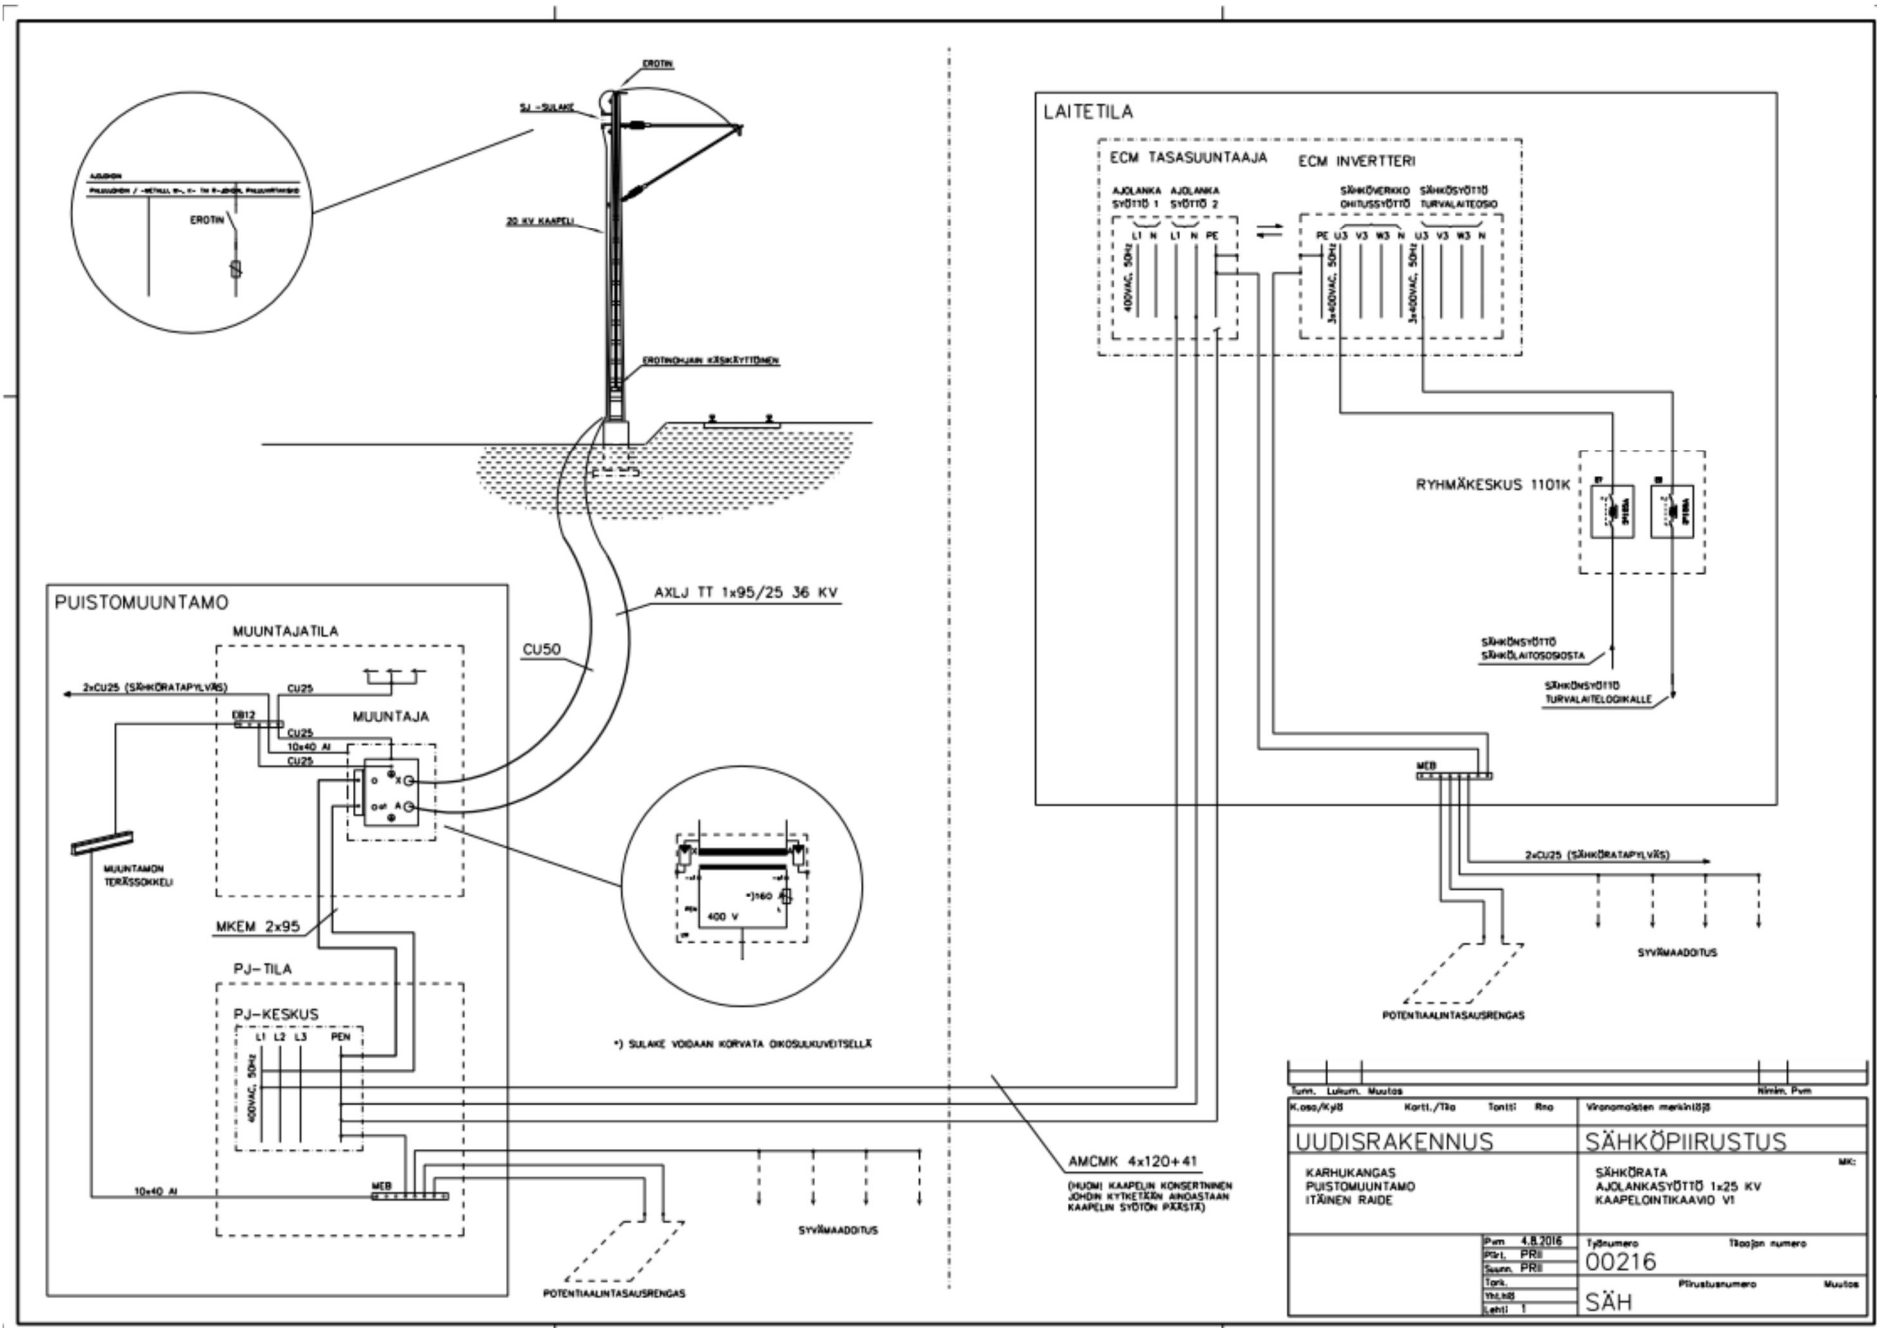 EROTIN
SJ -SULAKE
AJOJOHDIN
EROTIN
20 KV KAAPELI
EROTINOHJAIN KÄSIKÄYTTÖINEN
AXLJ TT 1x95/25 36 KV
CU50
PUISTOMUUNTAMO
MUUNTAJATILA
2xCU25 (SÄHKÖRATAPYLVÄS)
CU25
EB12
MUUNTAJA
CU25
10x40 Al
CU25
X
A
MUUNTAMON
TERÄSSOKKELI
MKEM 2x95
PEN
400 V
L
*) SULAKE VOIDAAN KORVATA OIKOSULKUVEITSELLÄ
PJ-TILA
PJ-KESKUS
L1 L2 L3 PEN
400VAC, 50Hz
10x40 Al
MEB
SYVÄMAADOITUS
POTENTIAALINTASAUSRENGAS
AMCMK 4x120+41
(HUOM! KAAPELIN KONSERTNINEN
JOHDIN KYTKETÄÄN AINOASTAAN
KAAPELIN SYÖTÖN PÄÄSTÄ)
LAITETILA
ECM TASASUUNTAAJA
ECM INVERTTERI
AJOLANKA AJOLANKA
SYÖTTÖ 1 SYÖTTÖ 2
SÄHKÖVERKKO SÄHKÖSYÖTTÖ
OHITUSSYÖTTÖ TURVALAITEOSIO
L1 N L1 N PE
PE U3 V3 W3 N U3 V3 W3 N
400VAC, 50Hz
3x400VAC, 50Hz
3x400VAC, 50Hz
RYHMÄKESKUS 1101K
SÄHKÖNSYÖTTÖ
SÄHKÖLAITOSOSIOSTA
SÄHKÖNSYÖTTÖ
TURVALAITELOGIIKALLE
MEB
2xCU25 (SÄHKÖRATAPYLVÄS)
SYVÄMAADOITUS
POTENTIAALINTASAUSRENGAS
Tunn. Lukum. Muutos Nimim. Pvm
K.osa/Kylä Kortt./Tila Tontti Rno Viranomaisten merkintöjä
UUDISRAKENNUS SÄHKÖPIIRUSTUS
MK:
KARHUKANGAS
PUISTOMUUNTAMO
ITÄINEN RAIDE
SÄHKÖRATA
AJOLANKASYÖTTÖ 1x25 KV
KAAPELOINTIKAAVIO V1
Pvm 4.8.2016
Piirt. PRII
Suunn. PRII
Tark.
Yht.hlö
Lehti 1
Työnumero Tilaajan numero
00216
Piirustusnumero Muutos
SÄH